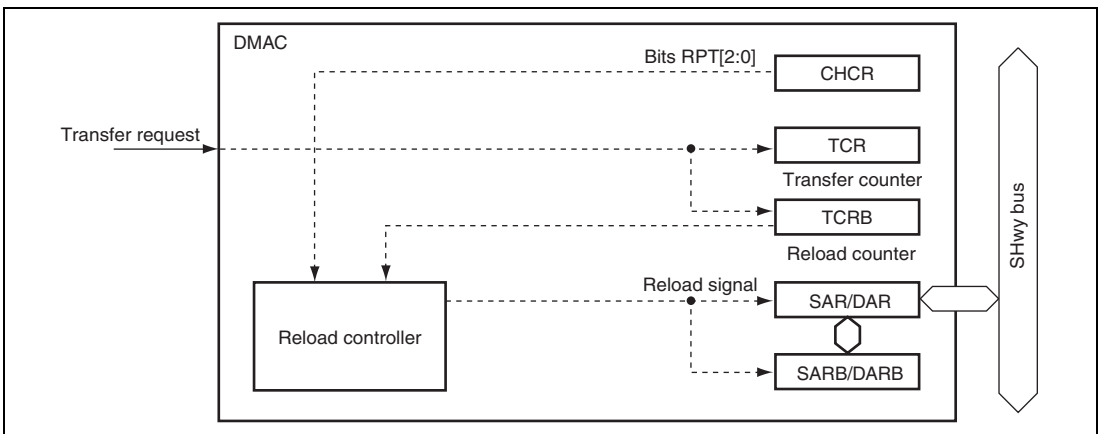 DMAC
Bits RPT[2:0]
CHCR
Transfer request
TCR
Transfer counter
TCRB
Reload counter
SHwy bus
Reload signal
SAR/DAR
Reload controller
SARB/DARB